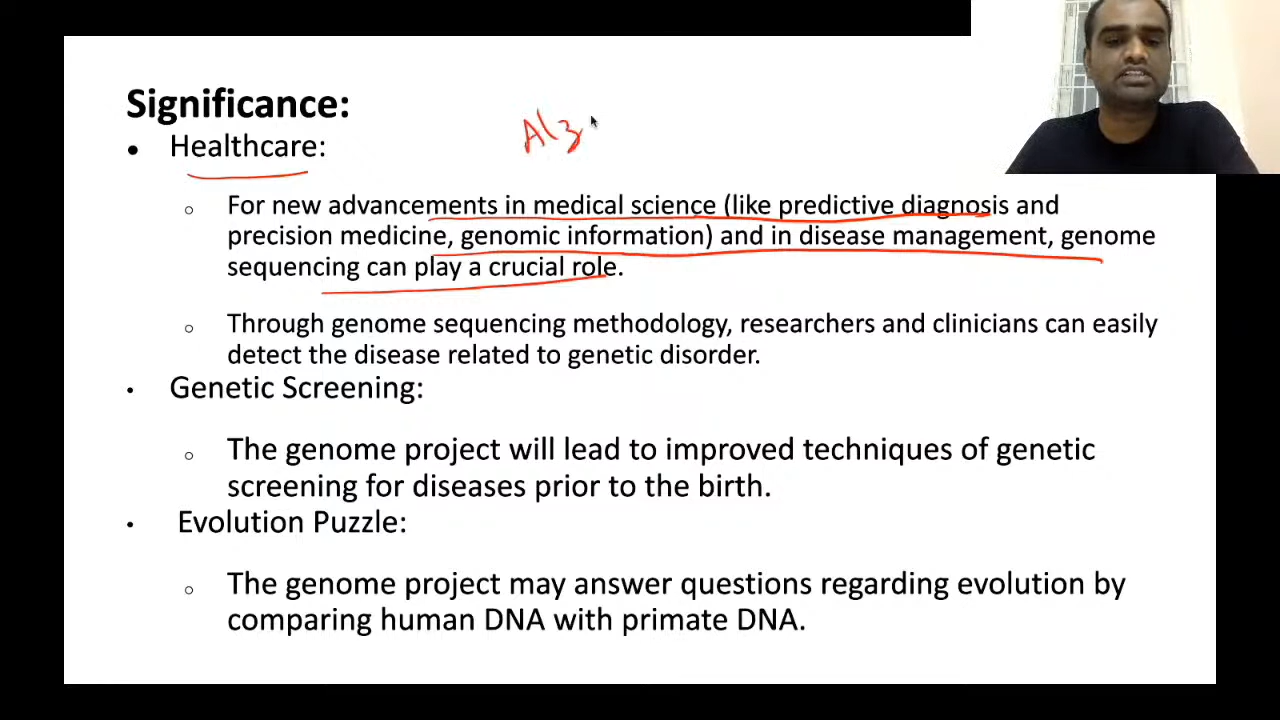 Significance:
Alz
• Healthcare:
○ For new advancements in medical science (like predictive diagnosis and
precision medicine, genomic information) and in disease management, genome
sequencing can play a crucial role.
○ Through genome sequencing methodology, researchers and clinicians can easily
detect the disease related to genetic disorder.
• Genetic Screening:
○ The genome project will lead to improved techniques of genetic
screening for diseases prior to the birth.
• Evolution Puzzle:
○ The genome project may answer questions regarding evolution by
comparing human DNA with primate DNA.